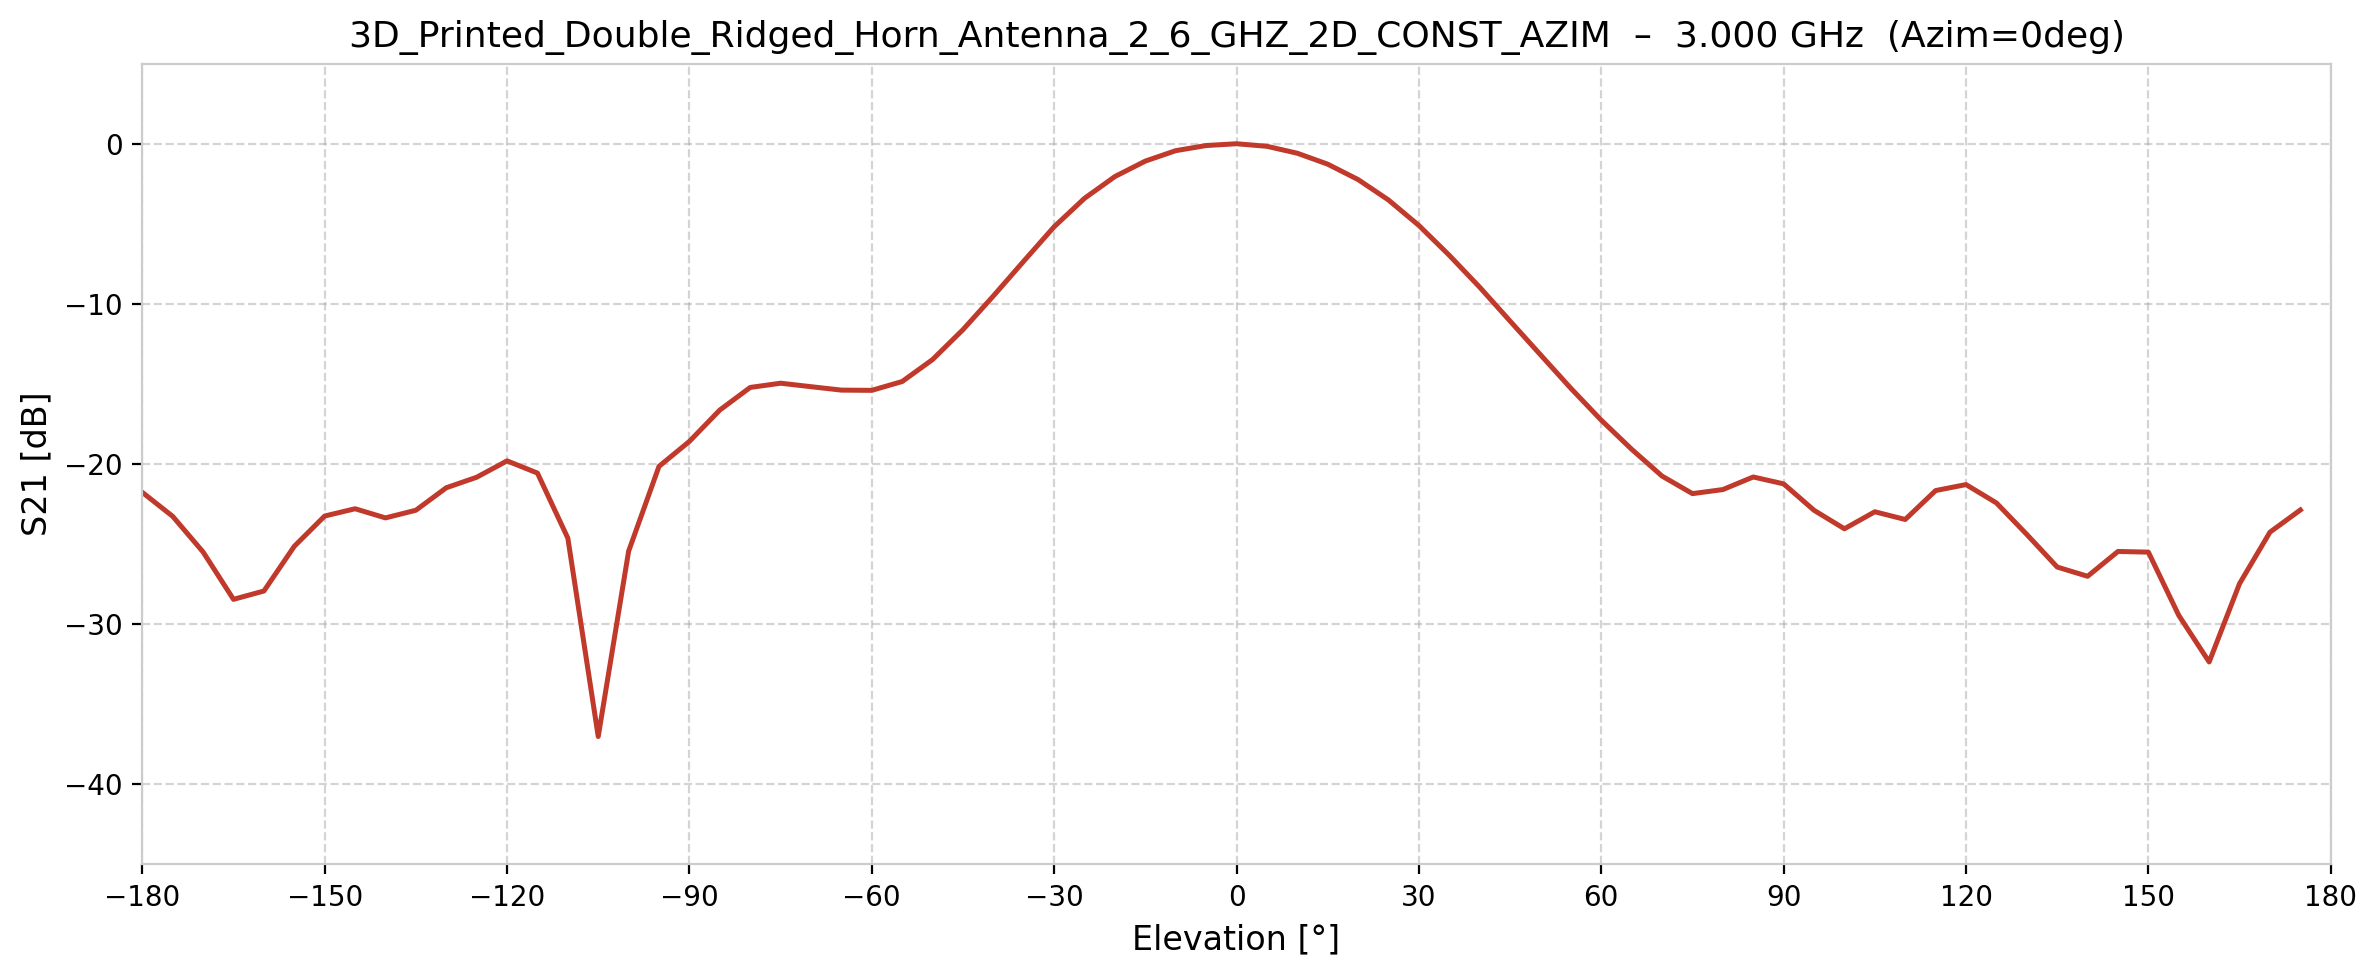 3D_Printed_Double_Ridged_Horn_Antenna_2_6_GHZ_2D_CONST_AZIM – 3.000 GHz (Azim=0deg)
S21 [dB]
0
−10
−20
−30
−40
−180 −150 −120 −90 −60 −30 0 30 60 90 120 150 180
Elevation [°]